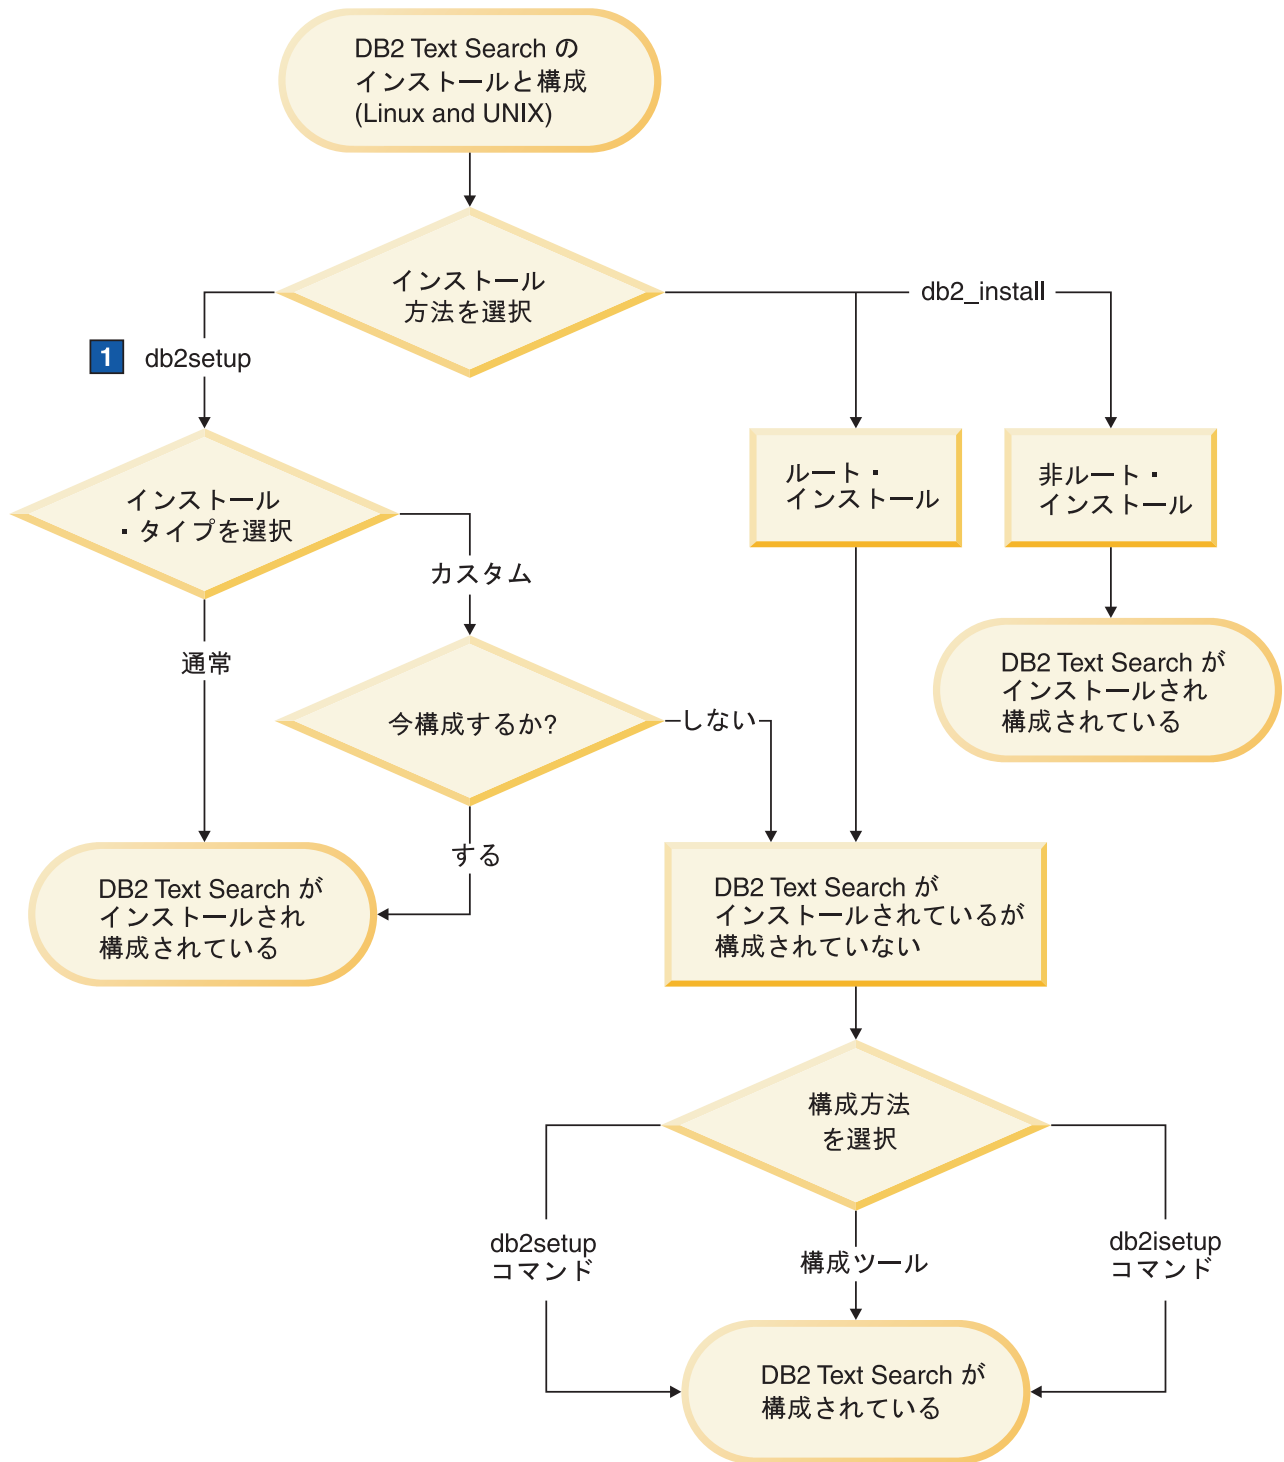 DB2 Text Search の
インストールと構成
(Linux and UNIX)
インストール
方法を選択
db2_install
1
db2setup
ルート・
インストール
非ルート・
インストール
インストール
・タイプを選択
カスタム
通常
DB2 Text Search が
インストールされ
構成されている
今構成するか?
しない
する
DB2 Text Search が
インストールされ
構成されている
DB2 Text Search が
インストールされているが
構成されていない
構成方法
を選択
db2setup
コマンド
構成ツール
db2isetup
コマンド
DB2 Text Search が
構成されている